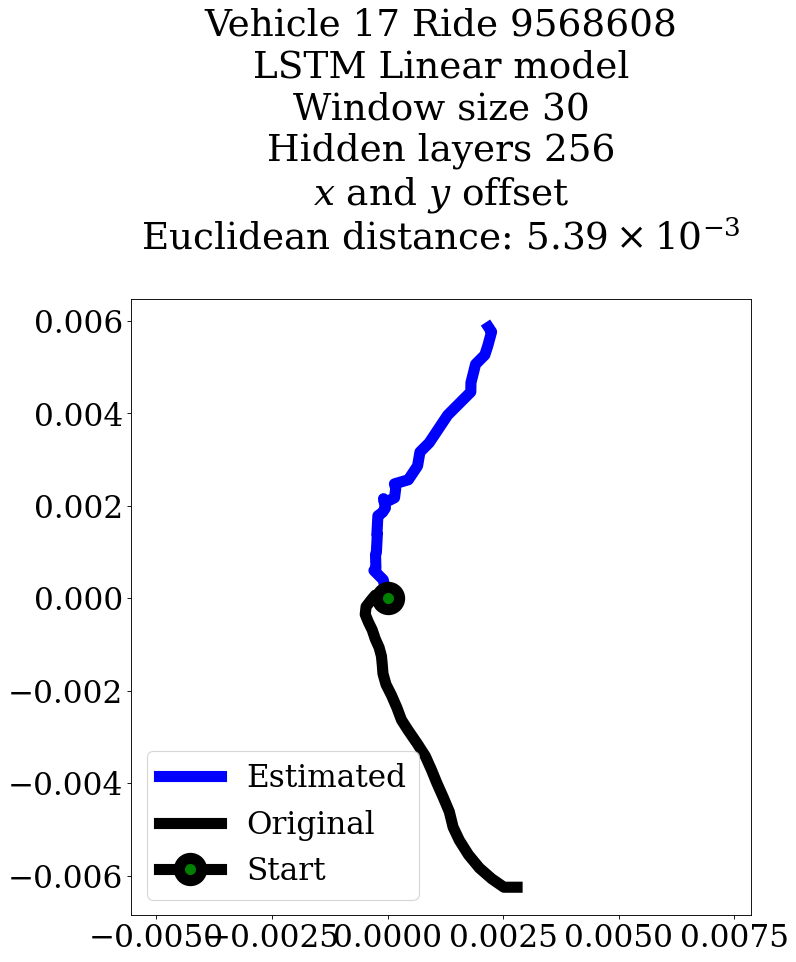 Vehicle 17 Ride 9568608
LSTM Linear model
Window size 30
Hidden layers 256
x and y offset
Euclidean distance: 5.39 × 10⁻³
0.006
0.004
0.002
0.000
−0.002
−0.004
−0.006
Estimated
Original
Start
−0.0050 −0.0025 0.0000 0.0025 0.0050 0.0075